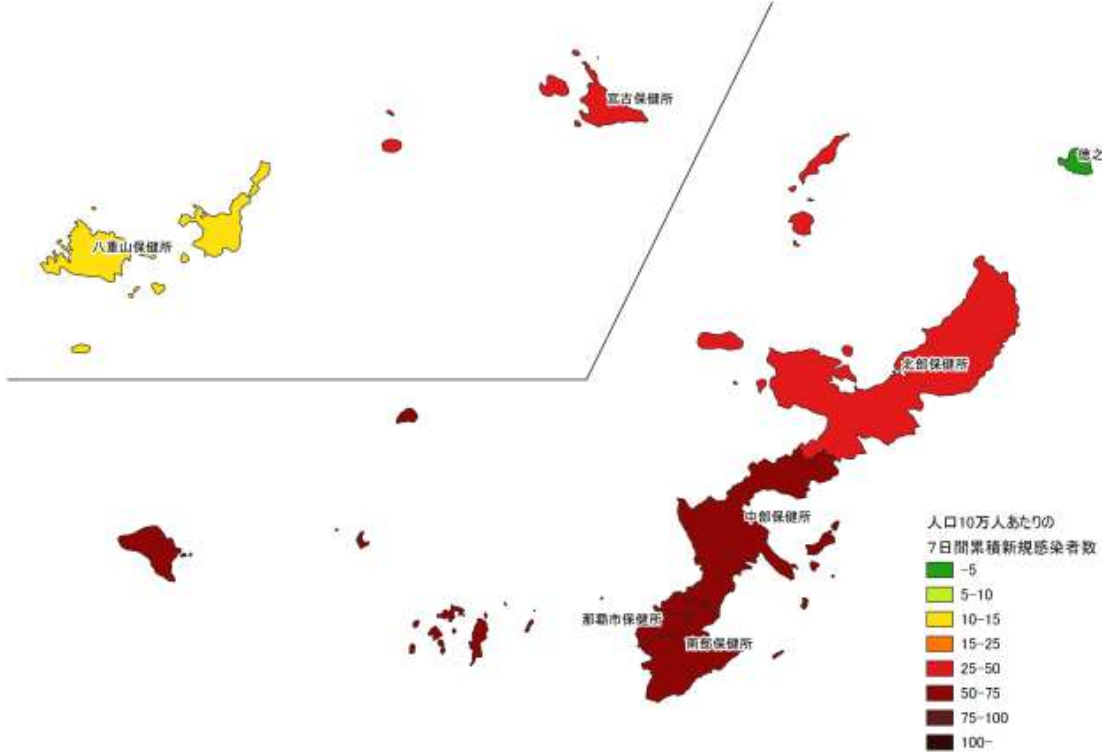 宮古保健所
徳之
八重山保健所
北部保健所
中部保健所
那覇市保健所
南部保健所
人口10万人あたりの
7日間累積新規感染者数
-5
5-10
10-15
15-25
25-50
50-75
75-100
100-